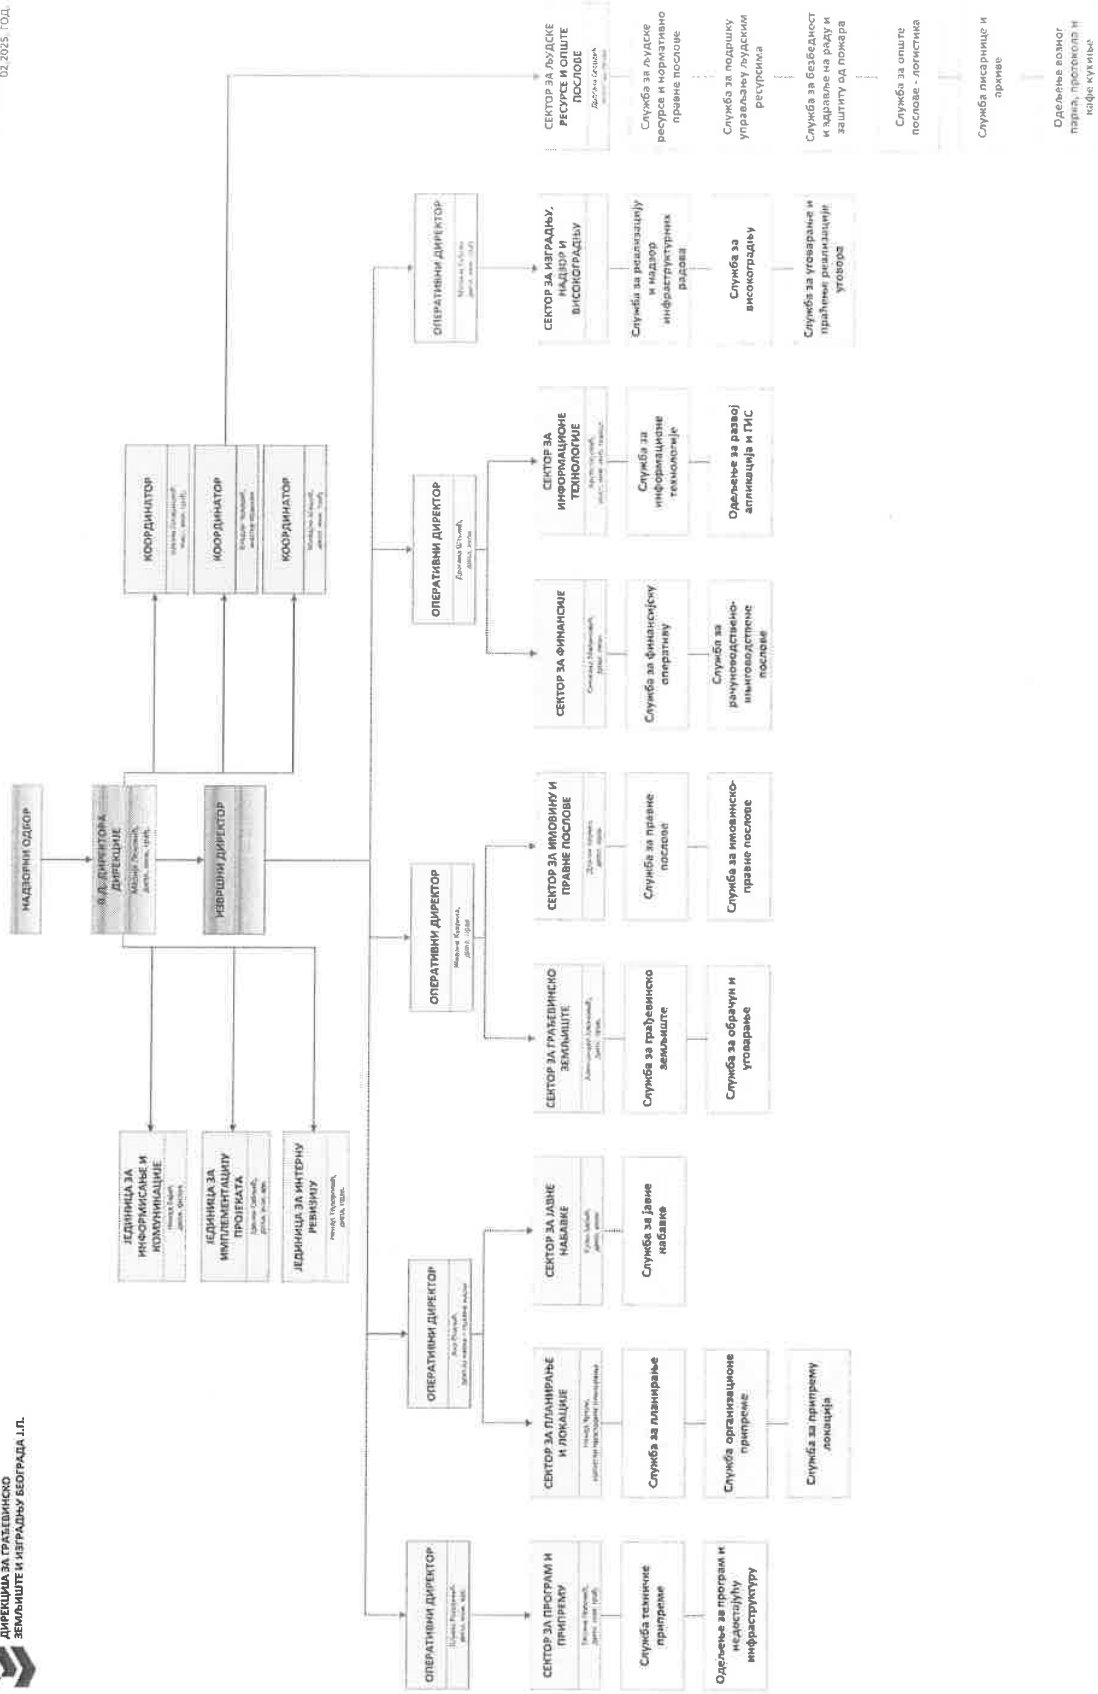 ДИРЕКЦИЈА ЗА ГРАЂЕВИНСКО
ЗЕМЉИШТЕ И ИЗГРАДЊУ БЕОГРАДА Ј.П.
02.2025. ГОД.
НАДЗОРНИ ОДБОР
В.Д. ДИРЕКТОРА
ДИРЕКЦИЈЕ
дипл. инж. грађ.
ИЗВРШНИ ДИРЕКТОР
ЈЕДИНИЦА ЗА
ИНФОРМИСАЊЕ И
КОМУНИКАЦИЈЕ
ЈЕДИНИЦА ЗА
ИМПЛЕМЕНТАЦИЈУ
ПРОЈЕКАТА
ЈЕДИНИЦА ЗА ИНТЕРНУ
РЕВИЗИЈУ
КООРДИНАТОР
КООРДИНАТОР
КООРДИНАТОР
ОПЕРАТИВНИ ДИРЕКТОР
СЕКТОР ЗА ПРОГРАМ И
ПРИПРЕМУ
Служба техничке
припреме
Одељење за програм и
недостајућу
инфраструктуру
ОПЕРАТИВНИ ДИРЕКТОР
СЕКТОР ЗА ПЛАНИРАЊЕ
И ЛОКАЦИЈЕ
Служба за планирање
Служба организационе
припреме
Служба за припрему
локација
СЕКТОР ЗА ЈАВНЕ
НАБАВКЕ
Служба за јавне
набавке
ОПЕРАТИВНИ ДИРЕКТОР
СЕКТОР ЗА ГРАЂЕВИНСКО
ЗЕМЉИШТЕ
Служба за грађевинско
земљиште
Служба за обрачун и
уговарање
СЕКТОР ЗА ИМОВИНУ И
ПРАВНЕ ПОСЛОВЕ
Служба за правне
послове
Служба за имовинско-
правне послове
ОПЕРАТИВНИ ДИРЕКТОР
СЕКТОР ЗА ФИНАНСИЈЕ
Служба за финансијску
оперативу
Служба за
рачуноводствено-
књиговодствене
послове
СЕКТОР ЗА
ИНФОРМАЦИОНЕ
ТЕХНОЛОГИЈЕ
Служба за
информационе
технологије
Одељење за развој
апликација и ГИС
ОПЕРАТИВНИ ДИРЕКТОР
СЕКТОР ЗА ИЗГРАДЊУ,
НАДЗОР И
ВИСОКОГРАДЊУ
Служба за реализацију
и надзор
инфраструктурних
радова
Служба за
високоградњу
Служба за уговарање и
праћење реализације
уговора
СЕКТОР ЗА ЉУДСКЕ
РЕСУРСЕ И ОПШТЕ
ПОСЛОВЕ
Служба за људске
ресурсе и нормативно
правне послове
Служба за подршку
управљању људским
ресурсима
Служба за безбедност
и здравље на раду и
заштиту од пожара
Служба за опште
послове - логистика
Служба писарнице и
архиве
Одељење возног
парка, протокола и
кафе кухиње